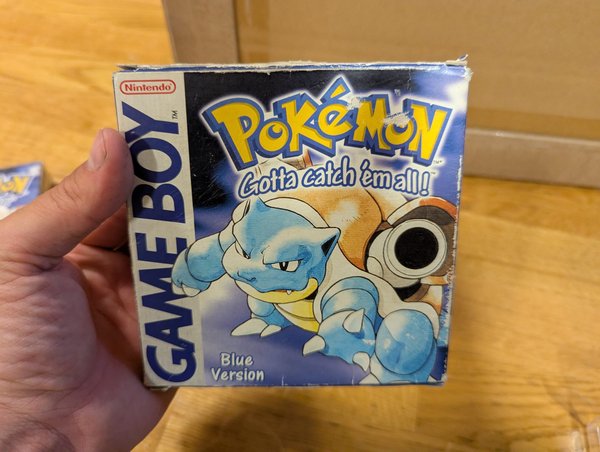 Nintendo
GAME BOY
TM
POKéMON
Gotta catch 'em all!
Blue
Version